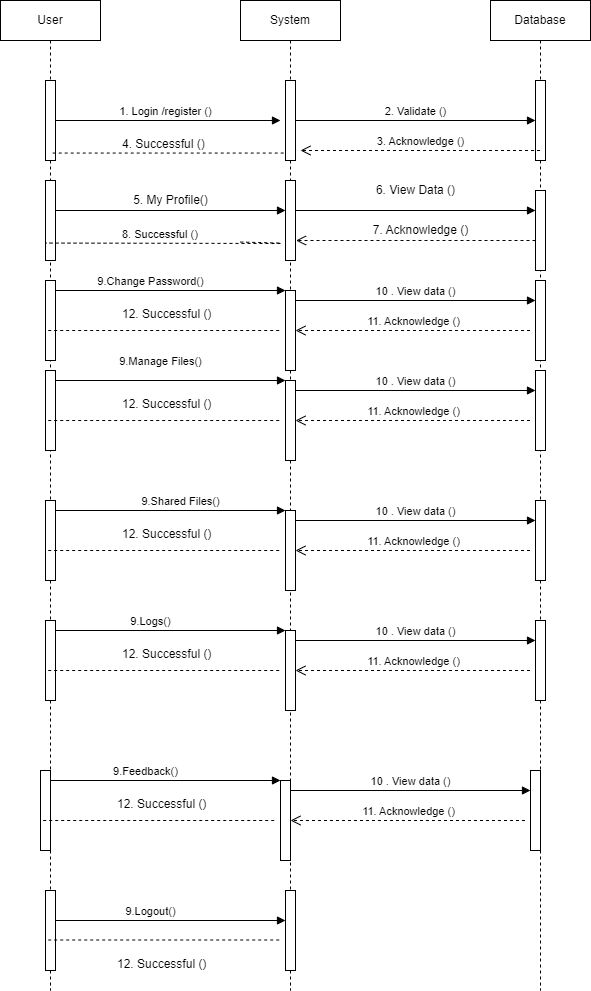 User
System
Database
1. Login /register ()
2. Validate ()
3. Acknowledge ()
4. Successful ()
5. My Profile()
6. View Data ()
7. Acknowledge ()
8. Successful ()
9.Change Password()
10 . View data ()
12. Successful ()
11. Acknowledge ()
9.Manage Files()
10 . View data ()
12. Successful ()
11. Acknowledge ()
9.Shared Files()
10 . View data ()
12. Successful ()
11. Acknowledge ()
9.Logs()
10 . View data ()
12. Successful ()
11. Acknowledge ()
9.Feedback()
10 . View data ()
12. Successful ()
11. Acknowledge ()
9.Logout()
12. Successful ()